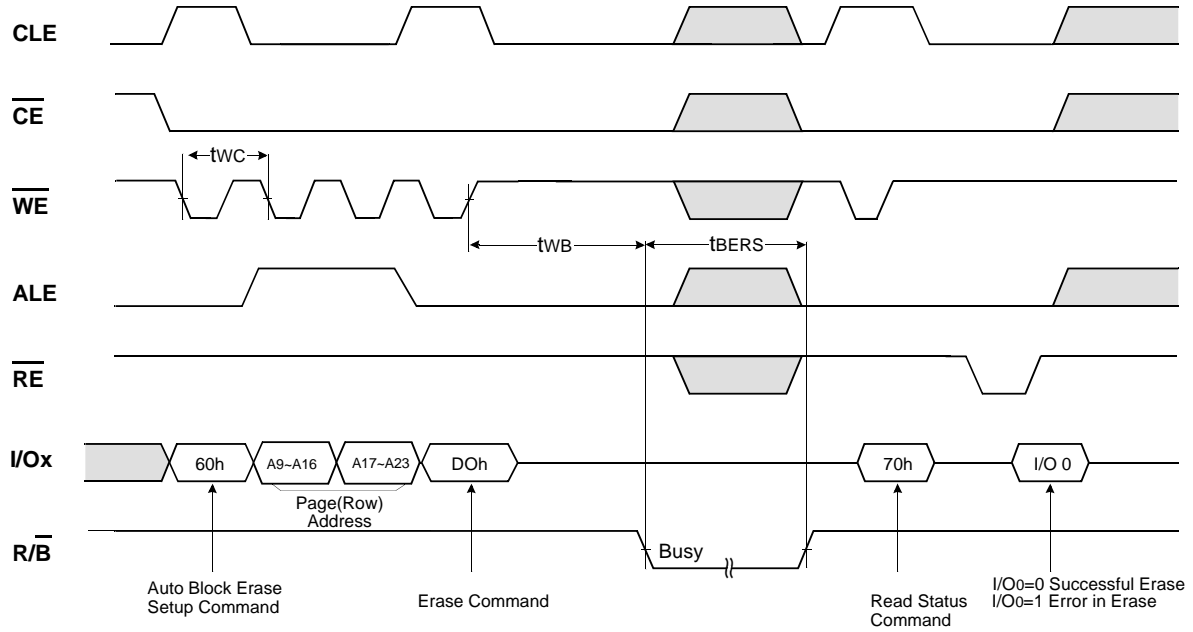 CLE
CE
tWC
WE
tWB
tBERS
ALE
RE
I/Ox
60h
A9~A16
A17~A23
DOh
70h
I/O 0
Page(Row)
Address
R/B
Busy
Auto Block Erase
Setup Command
Erase Command
Read Status
Command
I/O0=0 Successful Erase
I/O0=1 Error in Erase